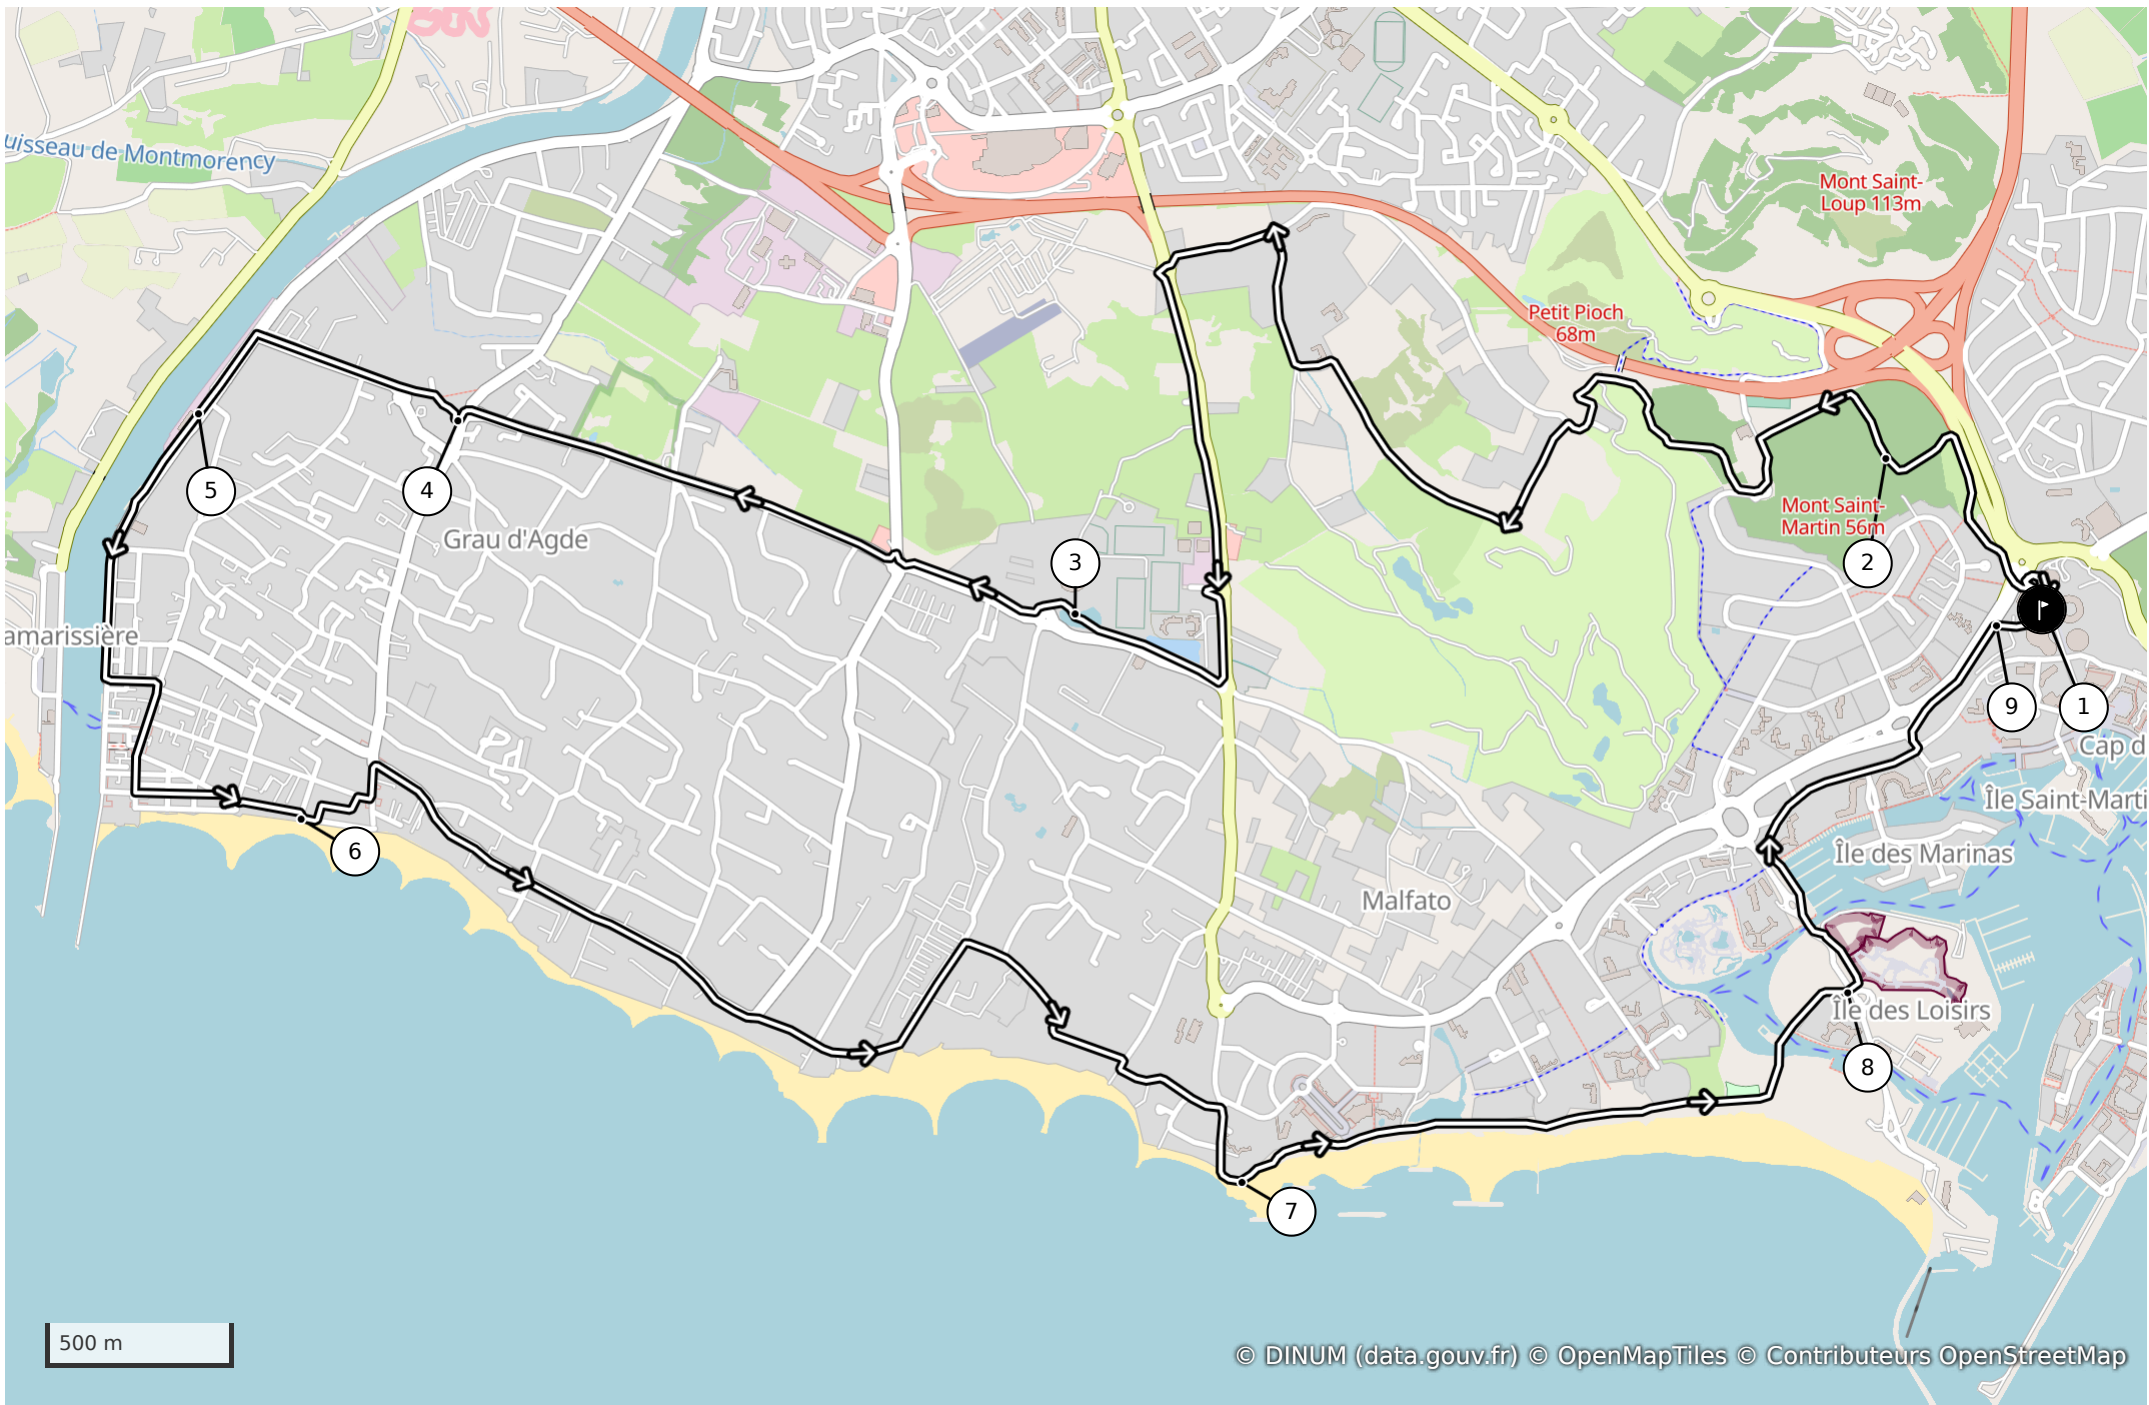 uisseau de Montmorency
Mont Saint-
Loup 113m
Petit Pioch
68m
5
4
Grau d'Agde
3
Mont Saint-
Martin 56m
2
amarissière
9
1
Cap d
Île Saint-Marti
6
Île des Marinas
Malfato
Île des Loisirs
8
7
500 m
© DINUM (data.gouv.fr) © OpenMapTiles © Contributeurs OpenStreetMap